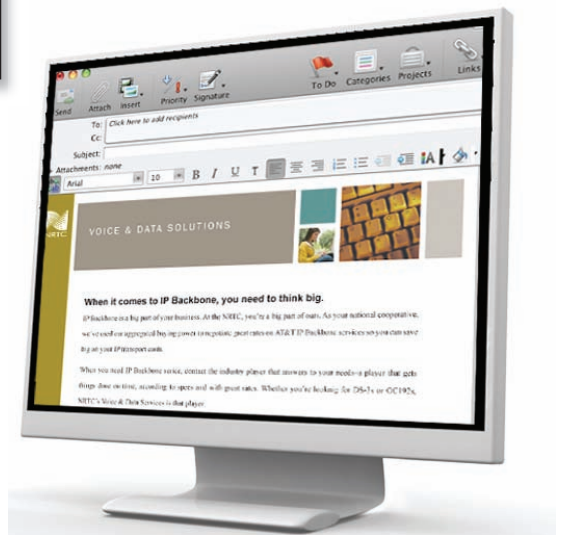 Send
Attach
Insert
Priority
Signature
To Do
Categories
Projects
Links
To: Click here to add recipients
Cc:
Subject:
Attachments: none
Arial 20 B I U T A
NRTC
VOICE & DATA SOLUTIONS
When it comes to IP Backbone, you need to think big.
IP Backbone is a big part of your business. At the NRTC, you're a big part of ours. As your national cooperative,
we've used our aggregated buying power to negotiate great rates on AT&T IP Backbone services so you can save
big on your IP transport costs.
When you need IP Backbone voice, contact the industry player that answers to your needs–a player that gets
things done on time, according to specs and with great rates. Whether you're looking for DS-3s or OC192s,
NRTC's Voice & Data Services is that player.